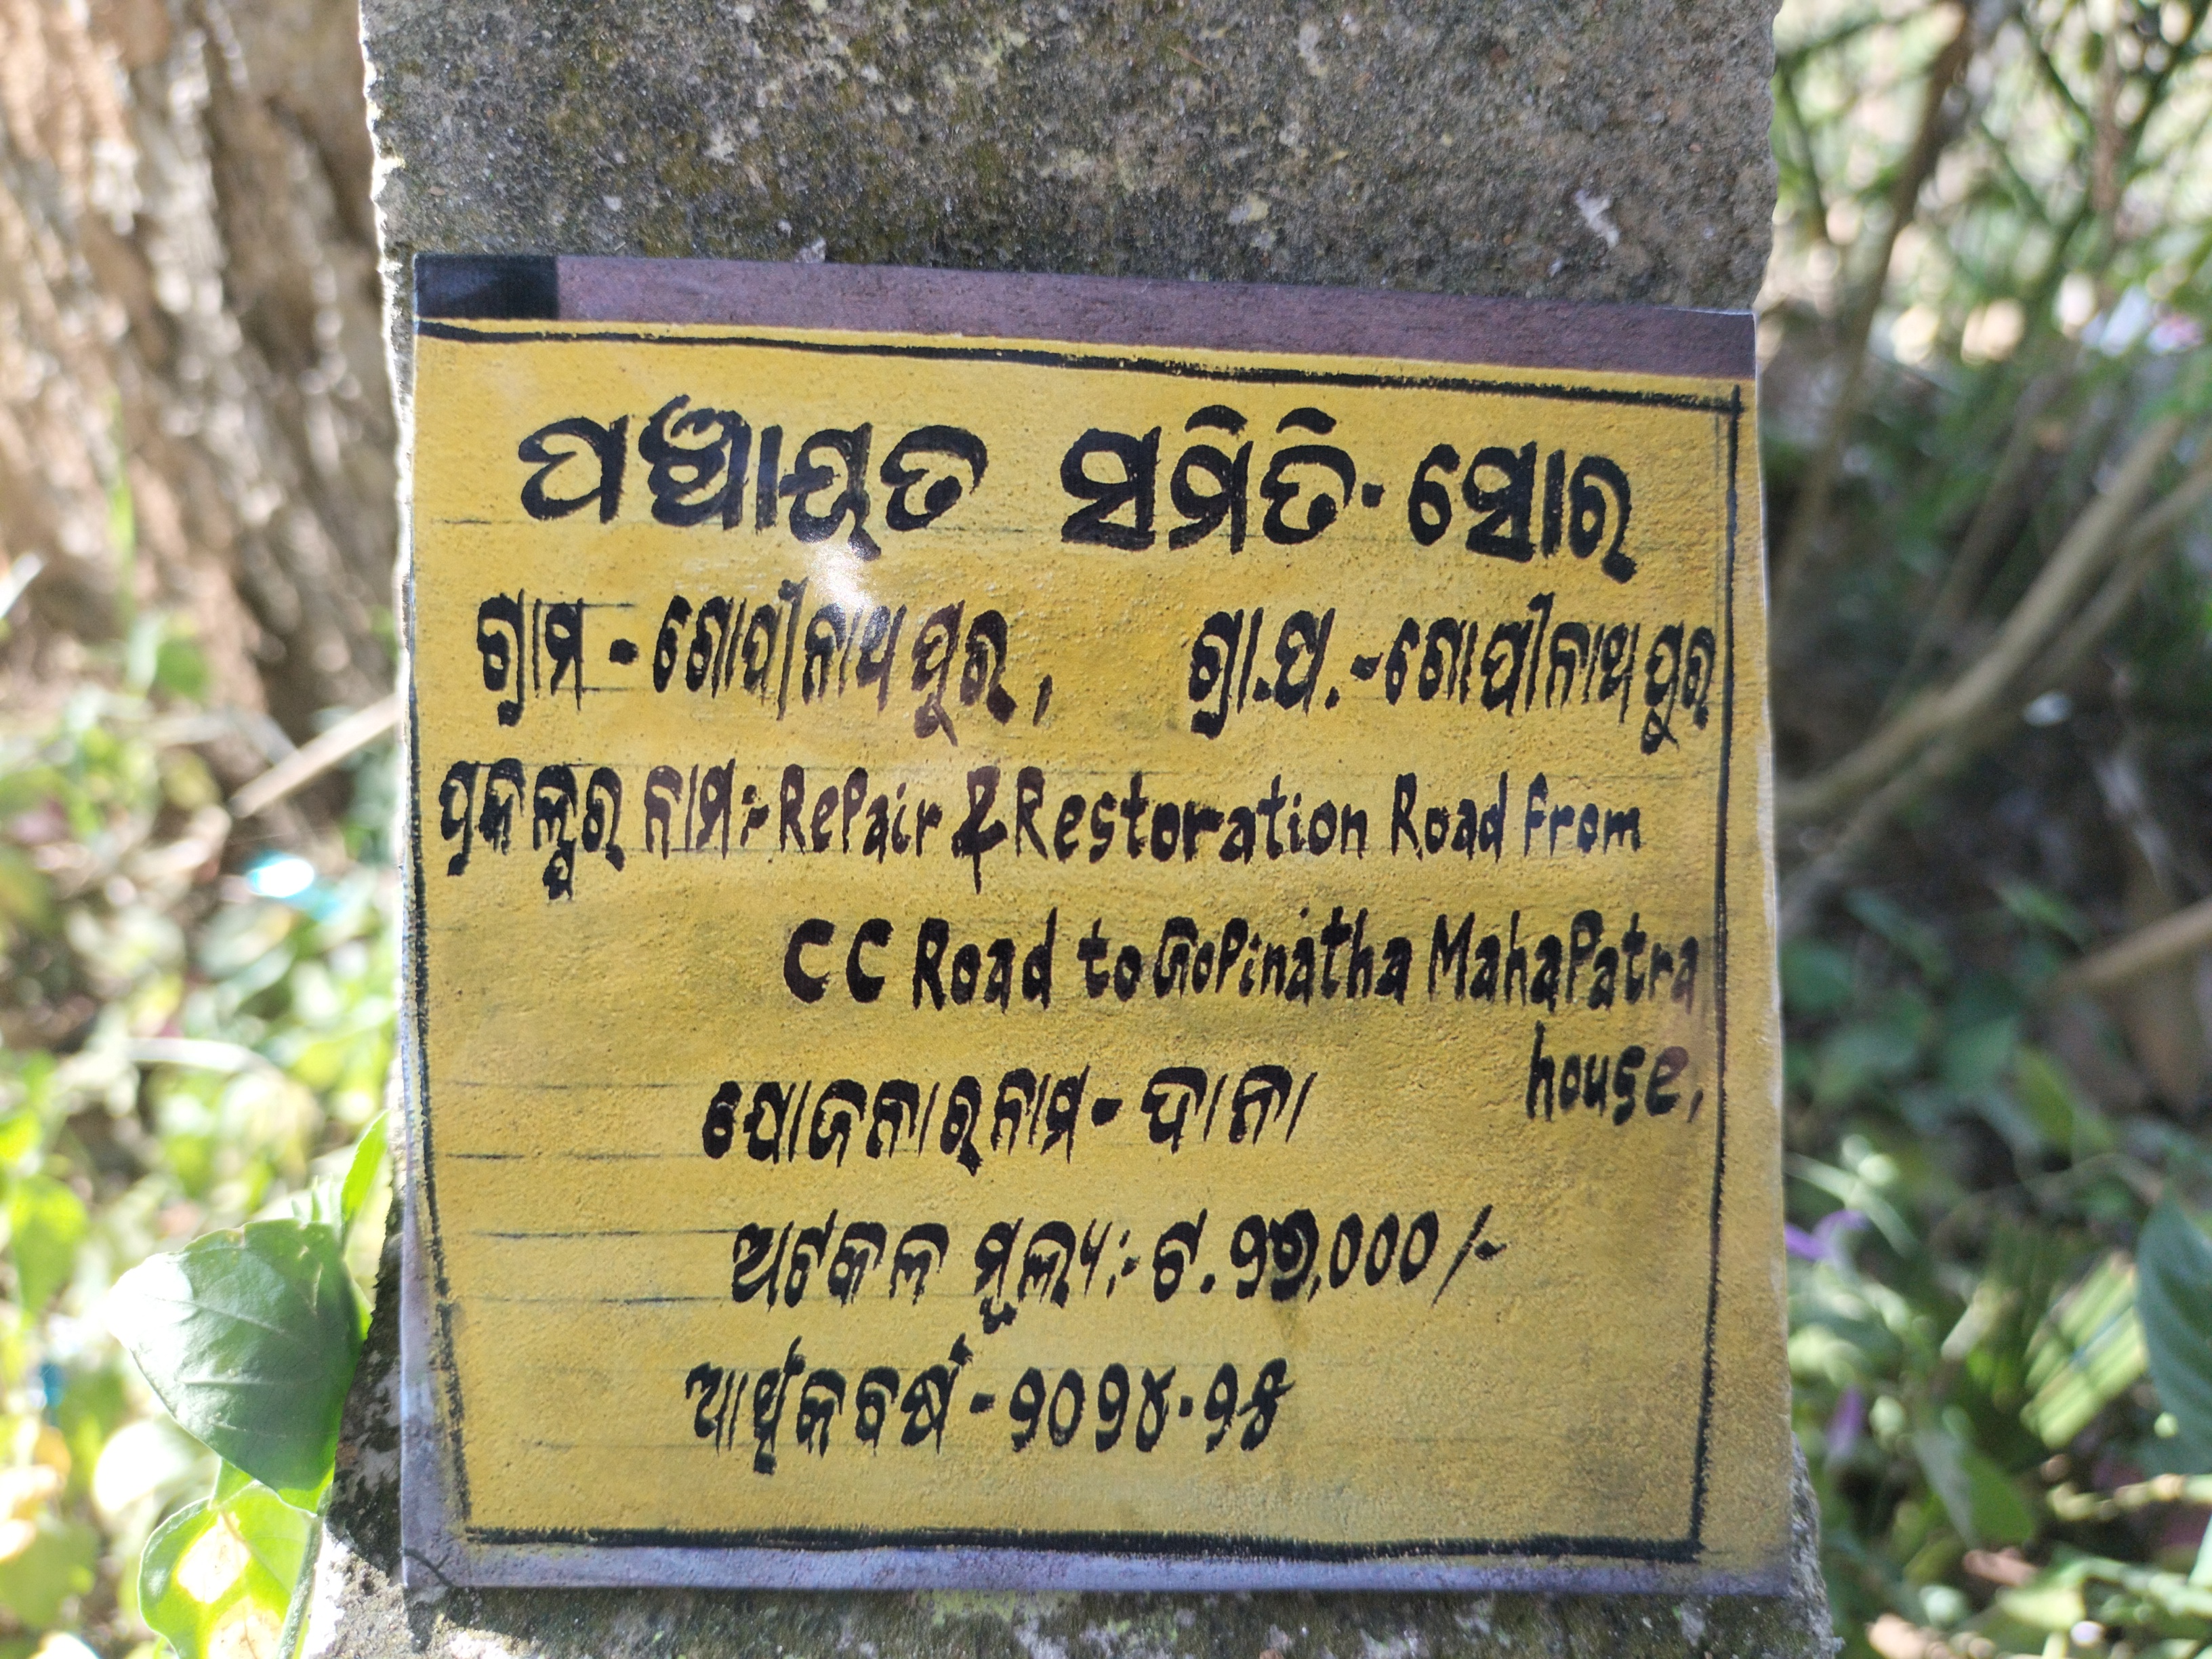 ପଞ୍ଚାୟତ ସମିତି-ସୋର
ଗ୍ରାମ - ଗୋପୀନାଥପୁର, ଗ୍ରା.ପ. - ଗୋପୀନାଥପୁର
ପ୍ରକଳ୍ପର ନାମ:- RePair & Restoration Road From
CC Road to GoPinatha MahaPatra
house,
ଯୋଜନାର ନାମ - ଦାନା
ଅଟକଳ ମୂଲ୍ୟ:- ଟ. ,୦୦୦/-
ଆର୍ଥିକ ବର୍ଷ - ୨୦୨୪-୨୫